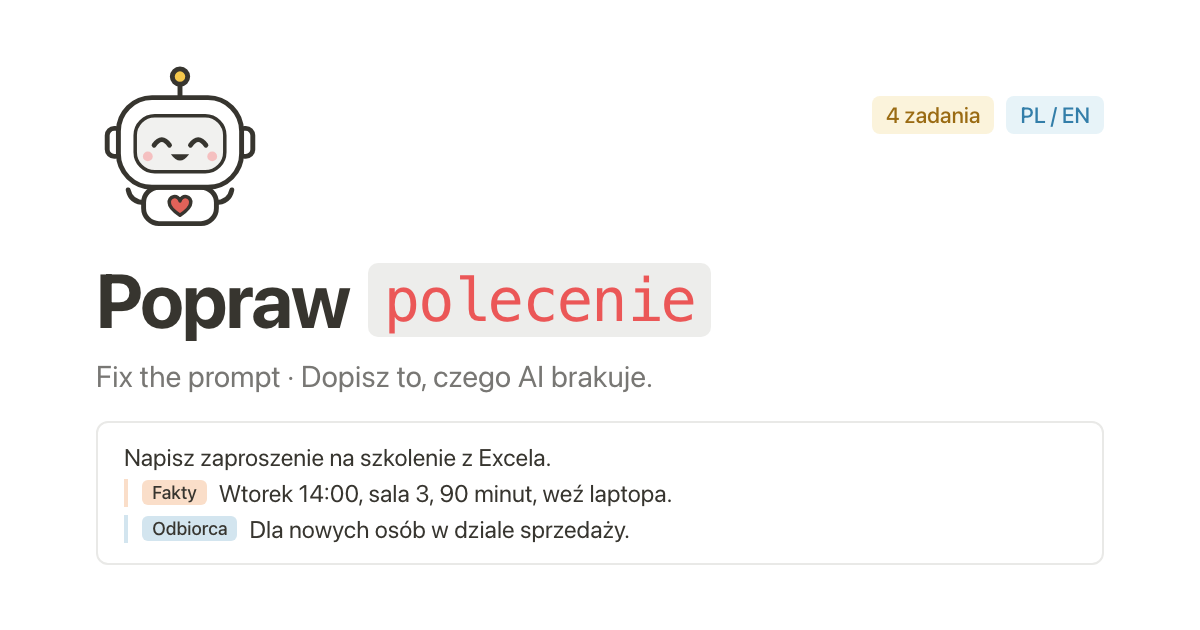 4 zadania
PL / EN
Popraw polecenie
Fix the prompt · Dopisz to, czego AI brakuje.
Napisz zaproszenie na szkolenie z Excela.
Fakty Wtorek 14:00, sala 3, 90 minut, weź laptopa.
Odbiorca Dla nowych osób w dziale sprzedaży.